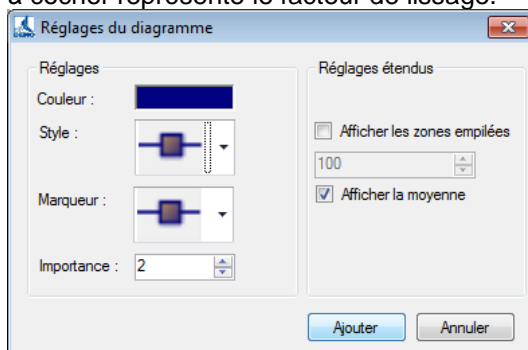 à cocher représente le facteur de lissage.
Réglages du diagramme
Réglages
Couleur :
Style :
Marqueur :
Importance : 2
Réglages étendus
Afficher les zones empilées
100
Afficher la moyenne
Ajouter
Annuler